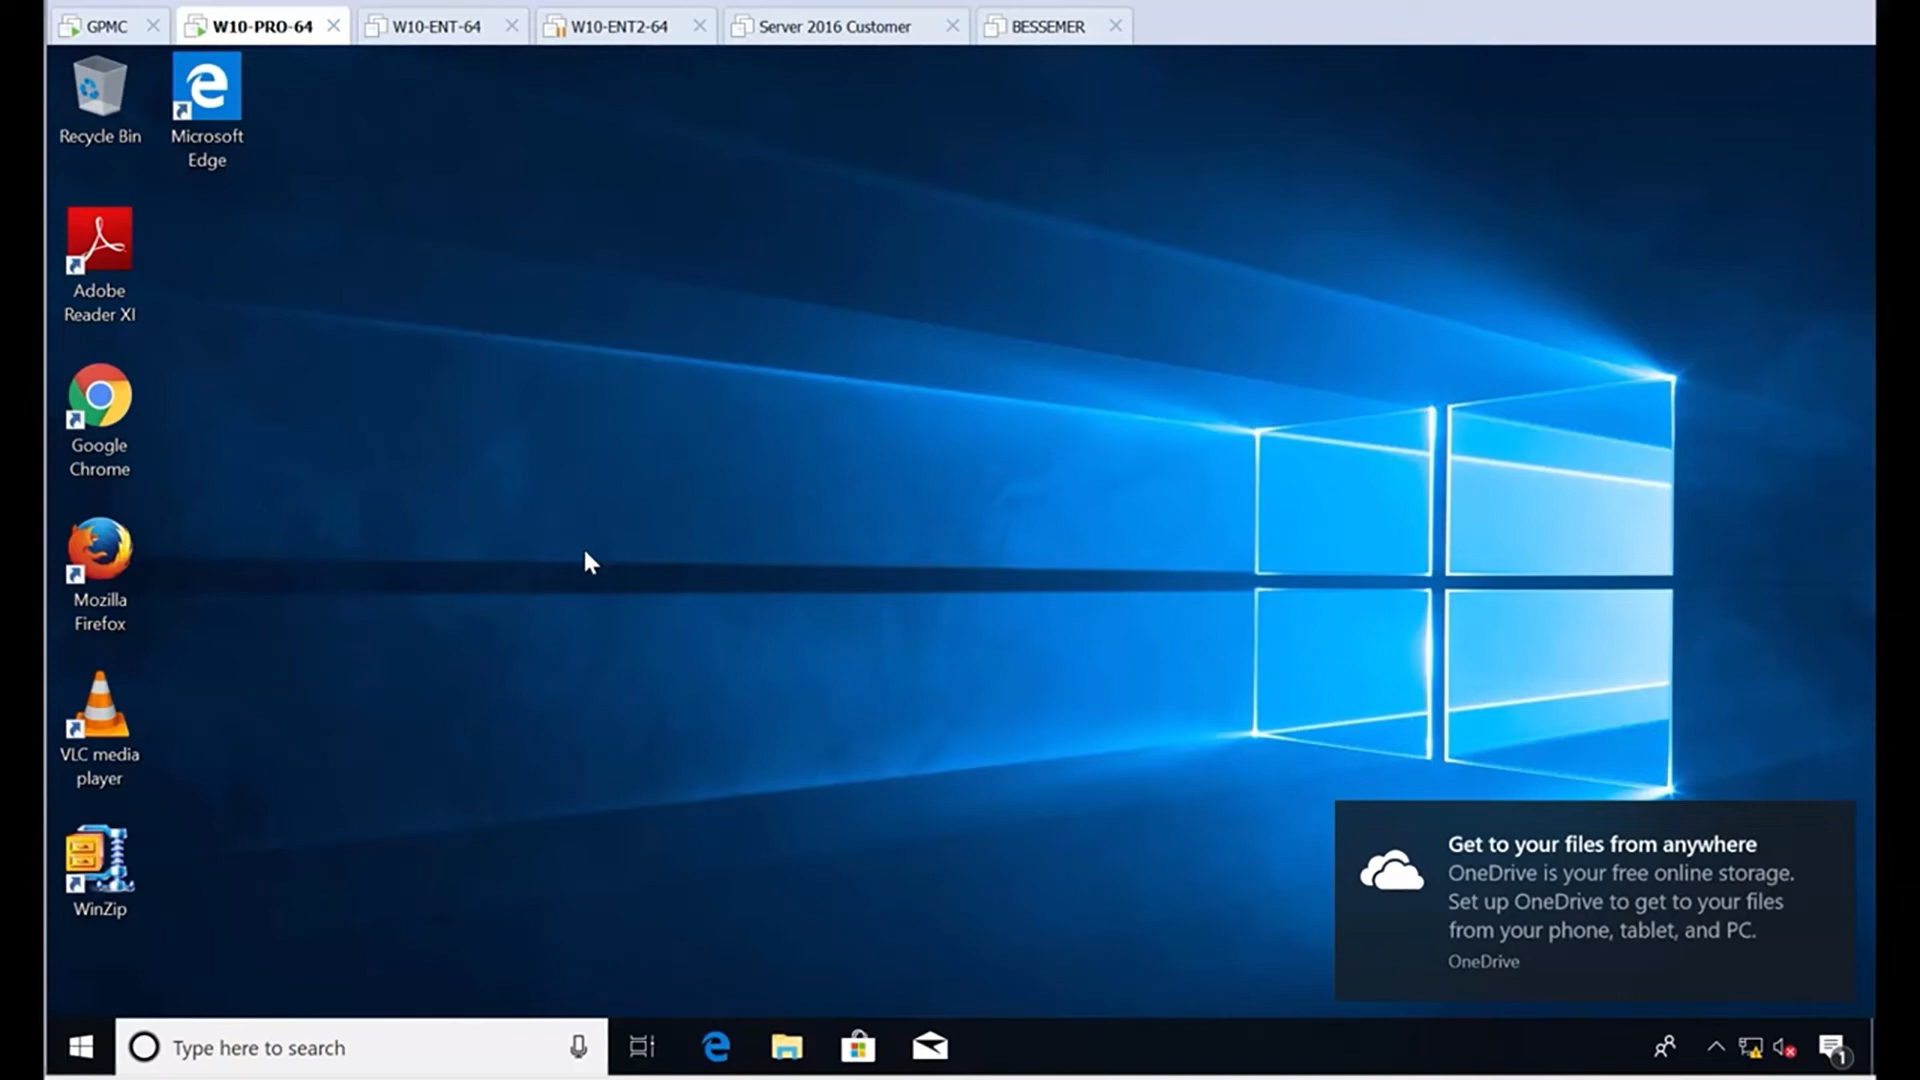 GPMC
W10-PRO-64
W10-ENT-64
W10-ENT2-64
Server 2016 Customer
BESSEMER
Recycle Bin
Microsoft
Edge
Adobe
Reader XI
Google
Chrome
Mozilla
Firefox
VLC media
player
WinZip
Get to your files from anywhere
OneDrive is your free online storage.
Set up OneDrive to get to your files
from your phone, tablet, and PC.
OneDrive
Type here to search
1